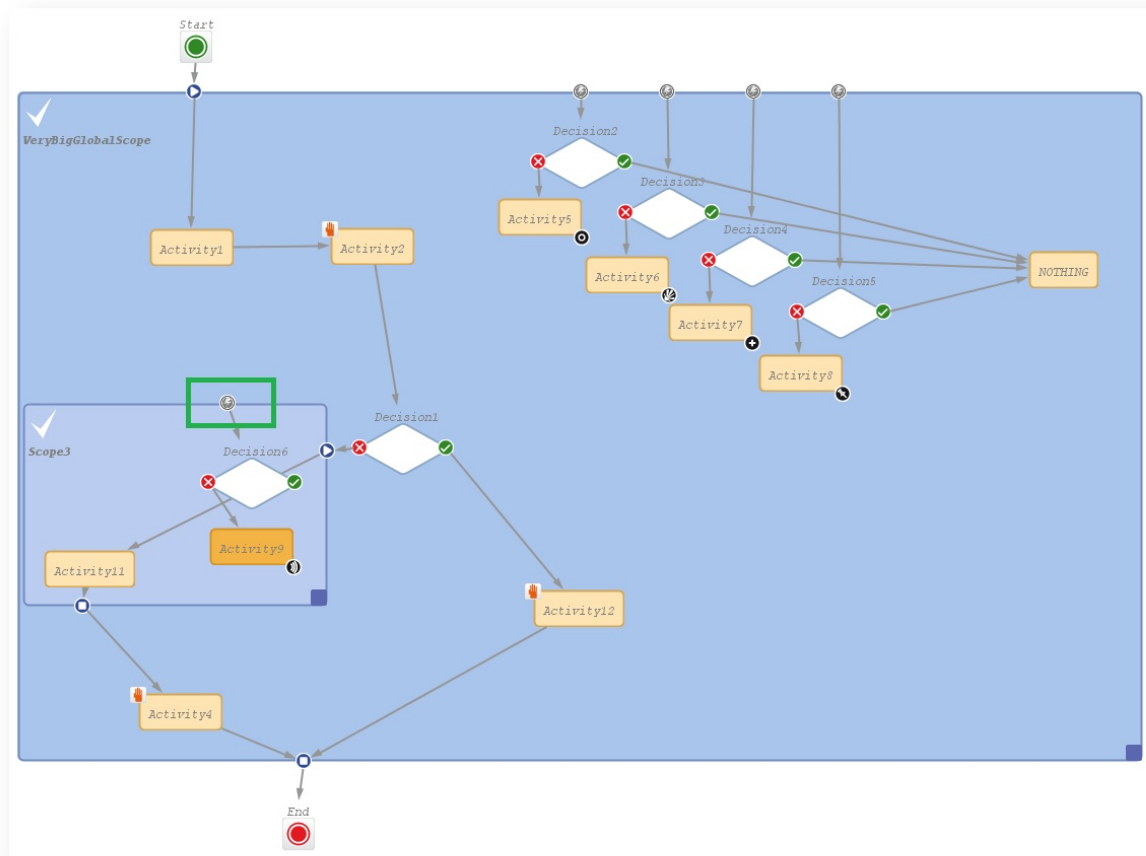 Start
VeryBigGlobalScope
Decision2
Decision3
Activity5
Decision4
Activity1
Activity2
Activity6
NOTHING
Decision5
Activity7
Activity8
Decision1
Scope3
Decision6
Activity9
Activity11
Activity12
Activity4
End